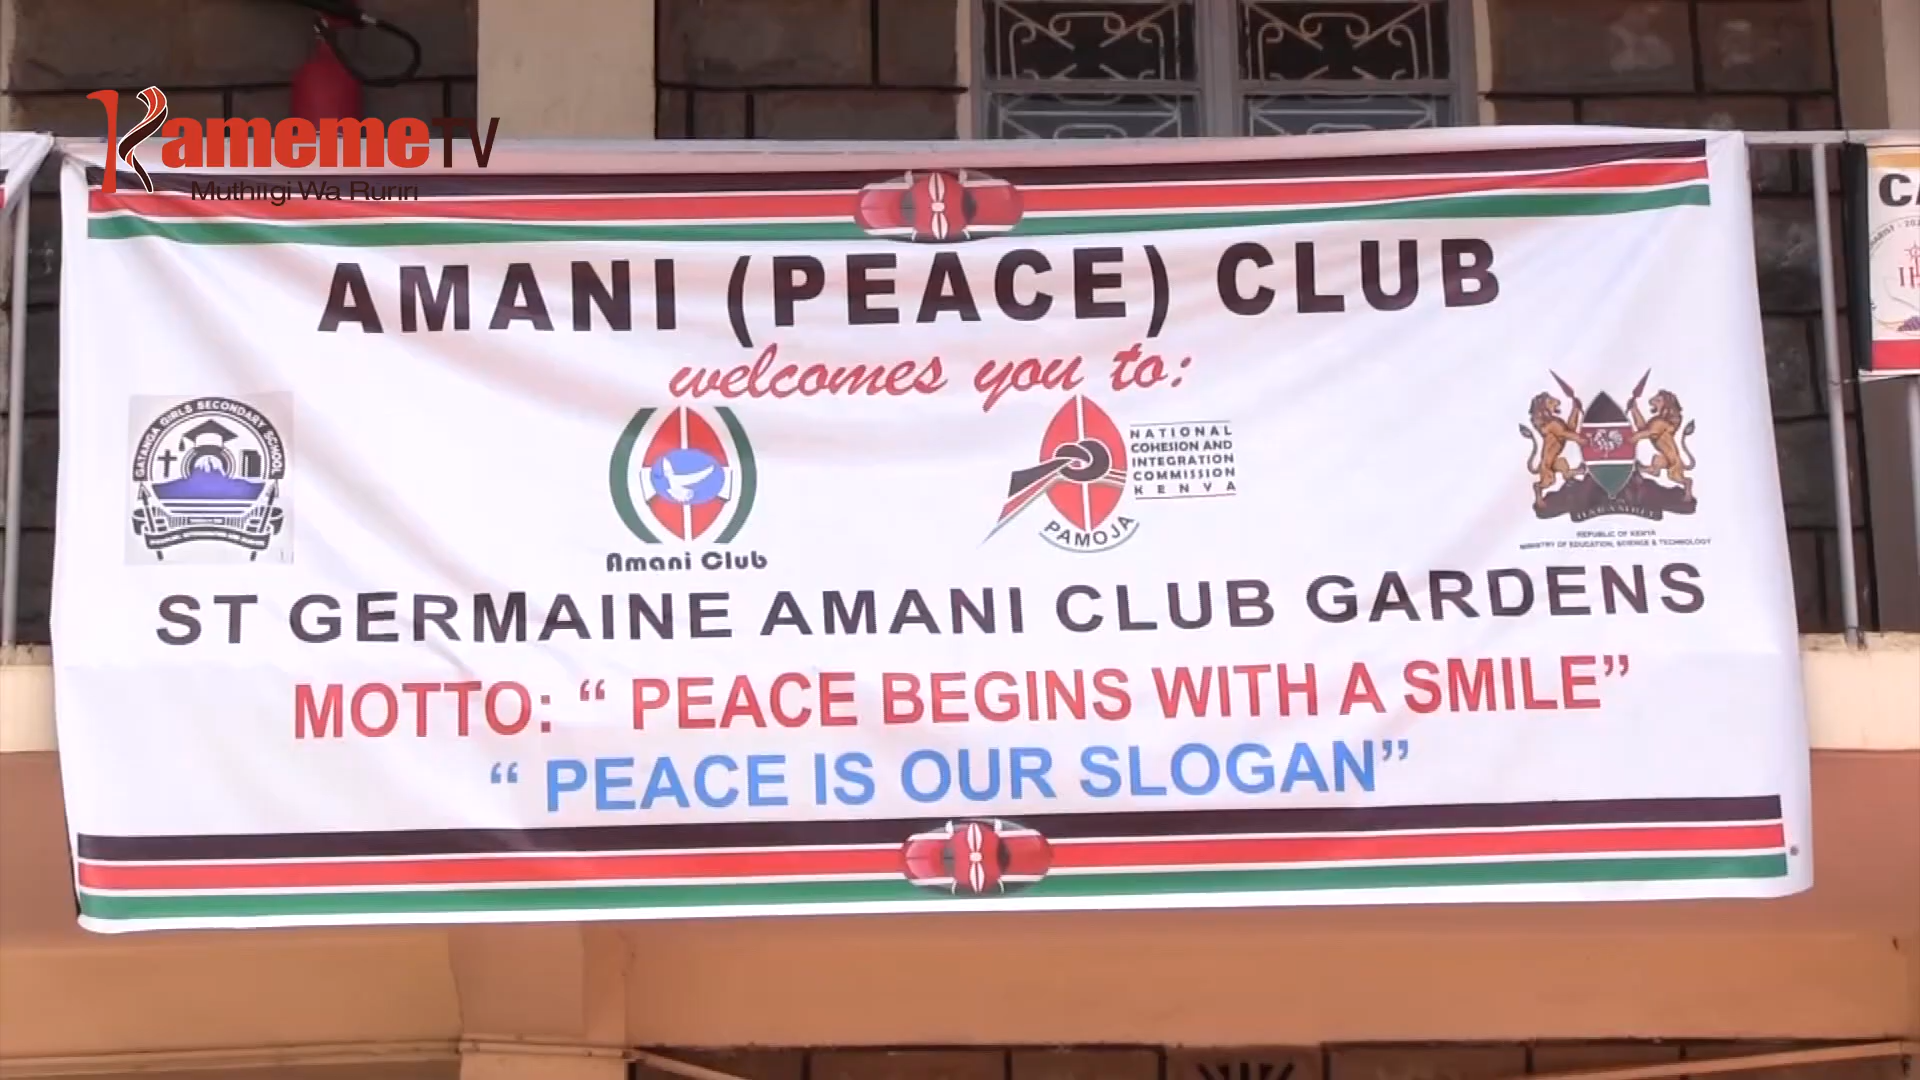 Kameme TV
Muthiigi Wa Ruriri
AMANI (PEACE) CLUB
welcomes you to:
GATANGA GIRLS SECONDARY SCHOOL
Amani Club
NATIONAL
COHESION AND
INTEGRATION
COMMISSION
KENYA
PAMOJA
HARAMBEE
REPUBLIC OF KENYA
MINISTRY OF EDUCATION, SCIENCE & TECHNOLOGY
ST GERMAINE AMANI CLUB GARDENS
MOTTO: “ PEACE BEGINS WITH A SMILE”
“ PEACE IS OUR SLOGAN”